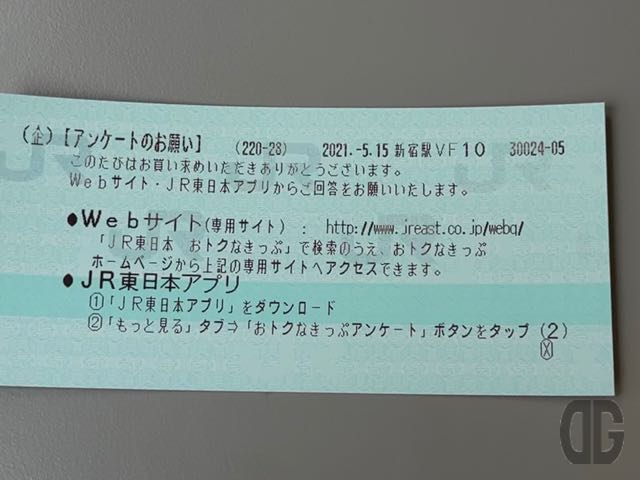 (企)【アンケートのお願い】 (220-28) 2021.-5.15 新宿駅VF10 30024-05
このたびはお買い求めいただきありがとうございます。
Webサイト・JR東日本アプリからご回答をお願いいたします。
●Webサイト(専用サイト) : http://www.jreast.co.jp/webq/
「JR東日本 おトクなきっぷ」で検索のうえ、おトクなきっぷ
ホームページから上記の専用サイトへアクセスできます。
●JR東日本アプリ
①「JR東日本アプリ」をダウンロード
②「もっと見る」タブ⇒「おトクなきっぷアンケート」ボタンをタップ (2)
X
DG